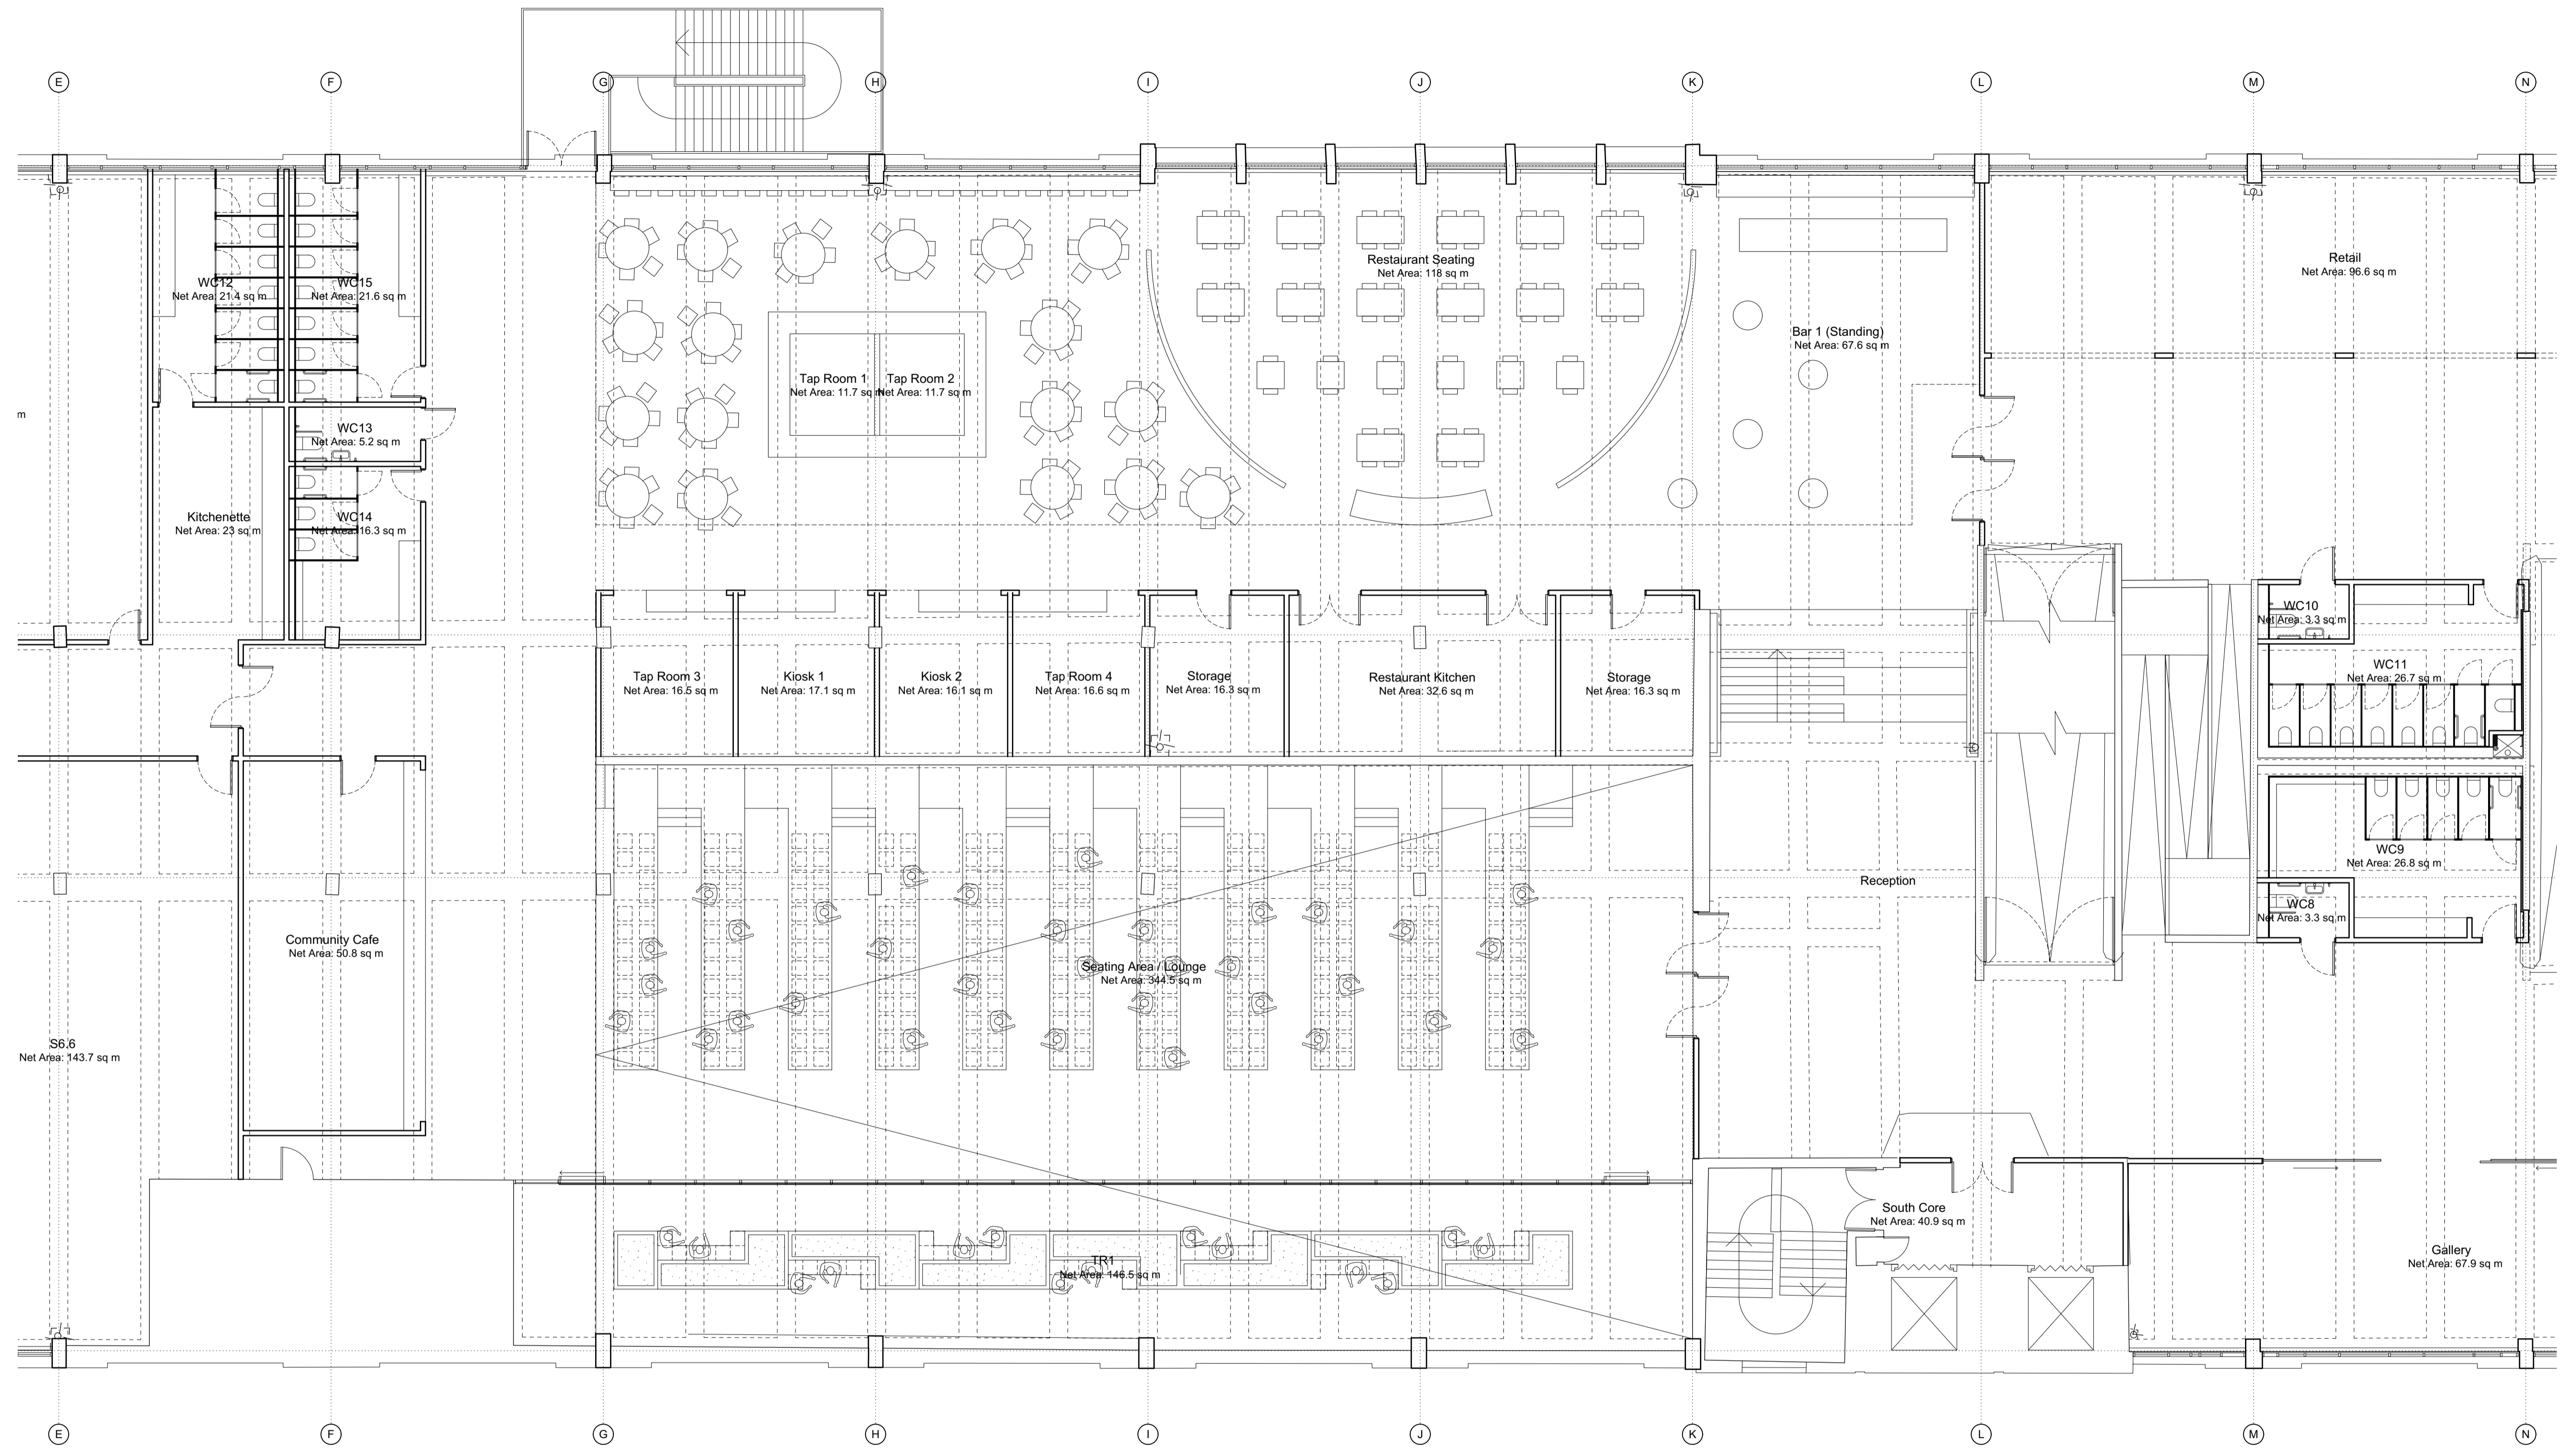 E F G H I J K L M N
WC12
Net Area: 21.4 sq m
WC15
Net Area: 21.6 sq m
Restaurant Seating
Net Area: 118 sq m
Retail
Net Area: 96.6 sq m
Bar 1 (Standing)
Net Area: 67.6 sq m
Tap Room 1
Net Area: 11.7 sq m
Tap Room 2
Net Area: 11.7 sq m
m
WC13
Net Area: 5.2 sq m
Kitchenette
Net Area: 23 sq m
WC14
Net Area: 16.3 sq m
WC10
Net Area: 3.3 sq m
WC11
Net Area: 26.7 sq m
Tap Room 3
Net Area: 16.5 sq m
Kiosk 1
Net Area: 17.1 sq m
Kiosk 2
Net Area: 16.1 sq m
Tap Room 4
Net Area: 16.6 sq m
Storage
Net Area: 16.3 sq m
Restaurant Kitchen
Net Area: 32.6 sq m
Storage
Net Area: 16.3 sq m
WC9
Net Area: 26.8 sq m
Reception
WC8
Net Area: 3.3 sq m
Community Cafe
Net Area: 50.8 sq m
Seating Area / Lounge
Net Area: 344.5 sq m
S6.6
Net Area: 143.7 sq m
South Core
Net Area: 40.9 sq m
TR1
Net Area: 146.5 sq m
Gallery
Net Area: 67.9 sq m
E F G H I J K L M N